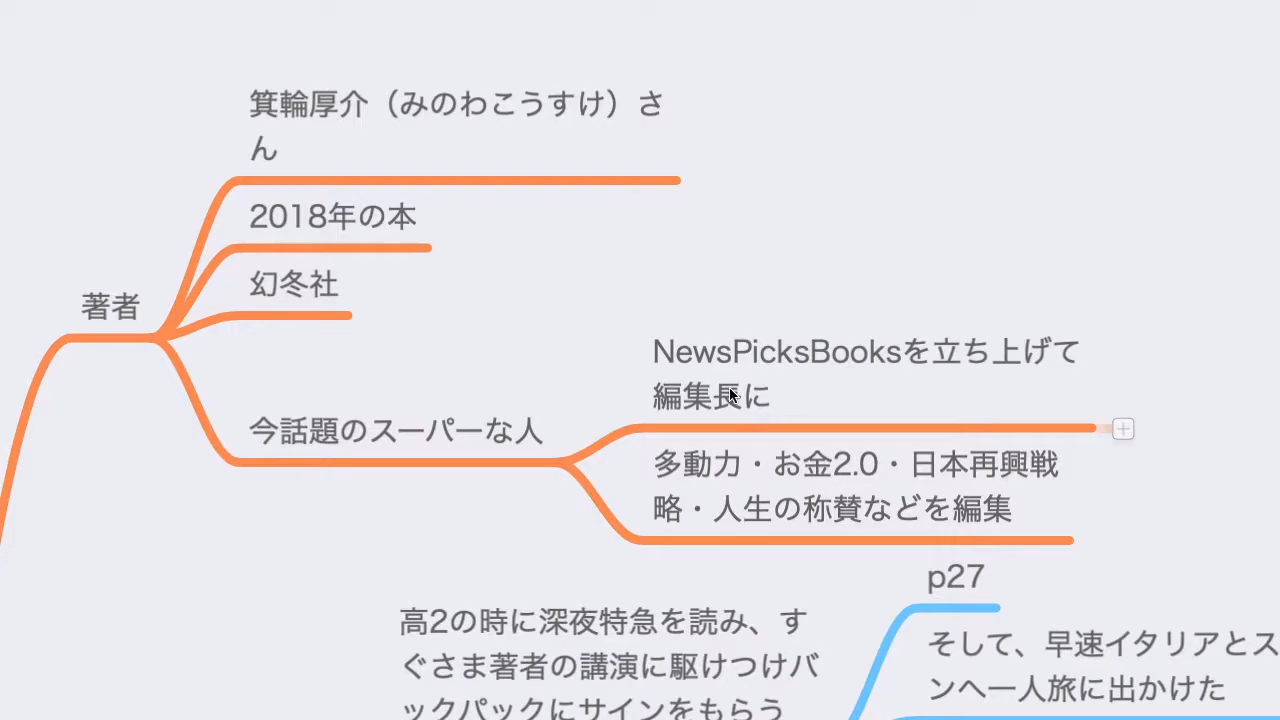 箕輪厚介（みのわこうすけ）さ
ん
2018年の本
幻冬社
著者
今話題のスーパーな人
NewsPicksBooksを立ち上げて
編集長に
多動力・お金2.0・日本再興戦
略・人生の称賛などを編集
高2の時に深夜特急を読み、す
ぐさま著者の講演に駆けつけバ
ックパックにサインをもらう
p27
そして、早速イタリアとス
ンへ一人旅に出かけた